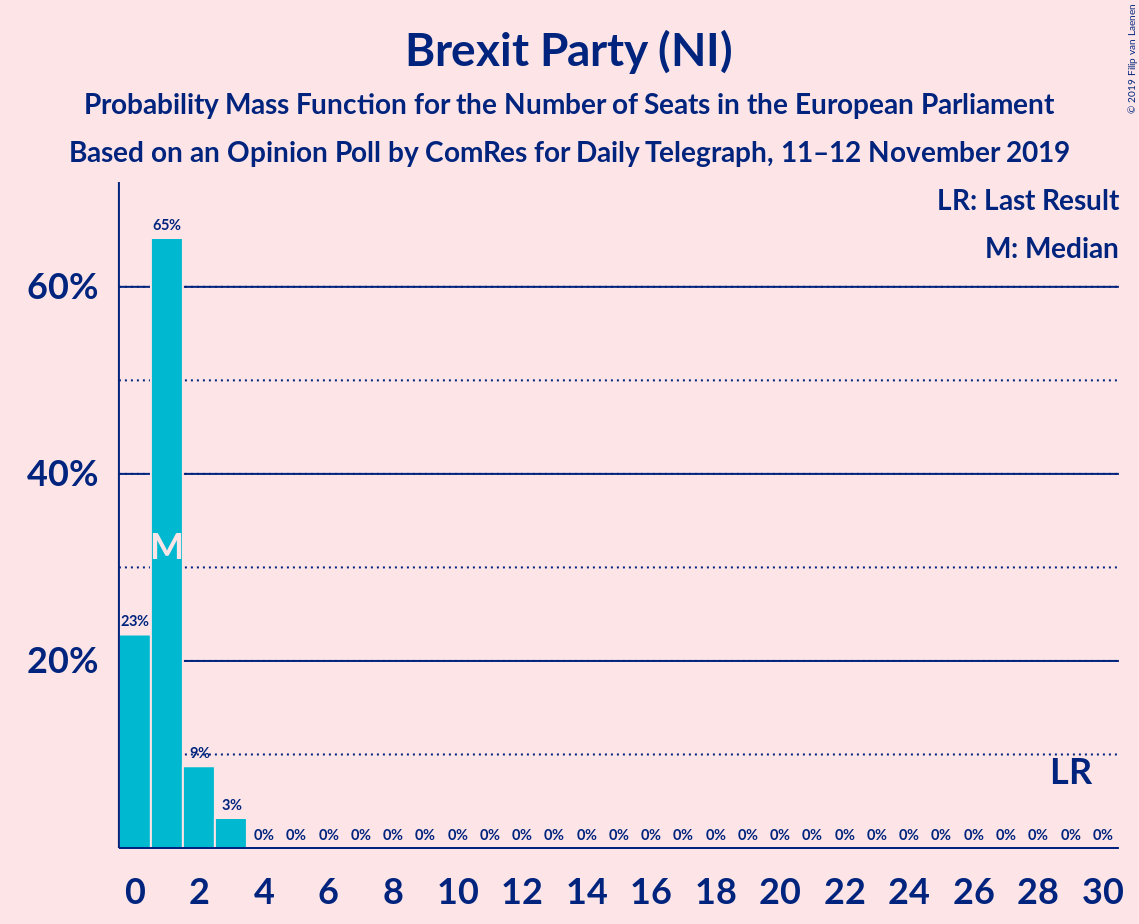 Brexit Party (NI)
Probability Mass Function for the Number of Seats in the European Parliament
Based on an Opinion Poll by ComRes for Daily Telegraph, 11–12 November 2019
© 2019 Filip van Laenen
LR: Last Result
M: Median
65%
60%
40%
M
23%
20%
9%
LR
3%
0% 0% 0% 0% 0% 0% 0% 0% 0% 0% 0% 0% 0% 0% 0% 0% 0% 0% 0% 0% 0% 0% 0% 0% 0% 0% 0%
0 2 4 6 8 10 12 14 16 18 20 22 24 26 28 30